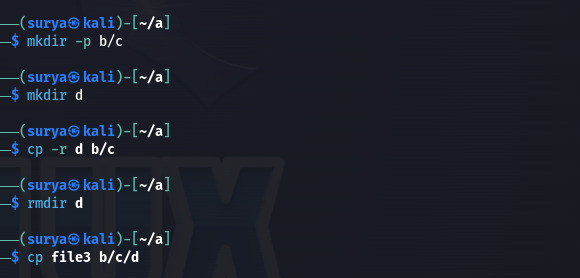 ──(surya㉿kali)-[~/a]
─$ mkdir -p b/c
──(surya㉿kali)-[~/a]
─$ mkdir d
──(surya㉿kali)-[~/a]
─$ cp -r d b/c
──(surya㉿kali)-[~/a]
─$ rmdir d
──(surya㉿kali)-[~/a]
─$ cp file3 b/c/d